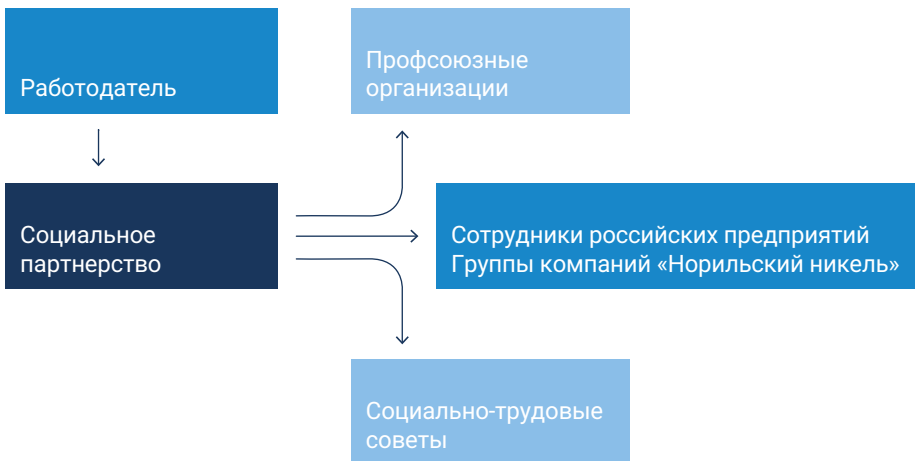 Работодатель
Профсоюзные
организации
Социальное
партнерство
Сотрудники российских предприятий
Группы компаний «Норильский никель»
Социально-трудовые
советы